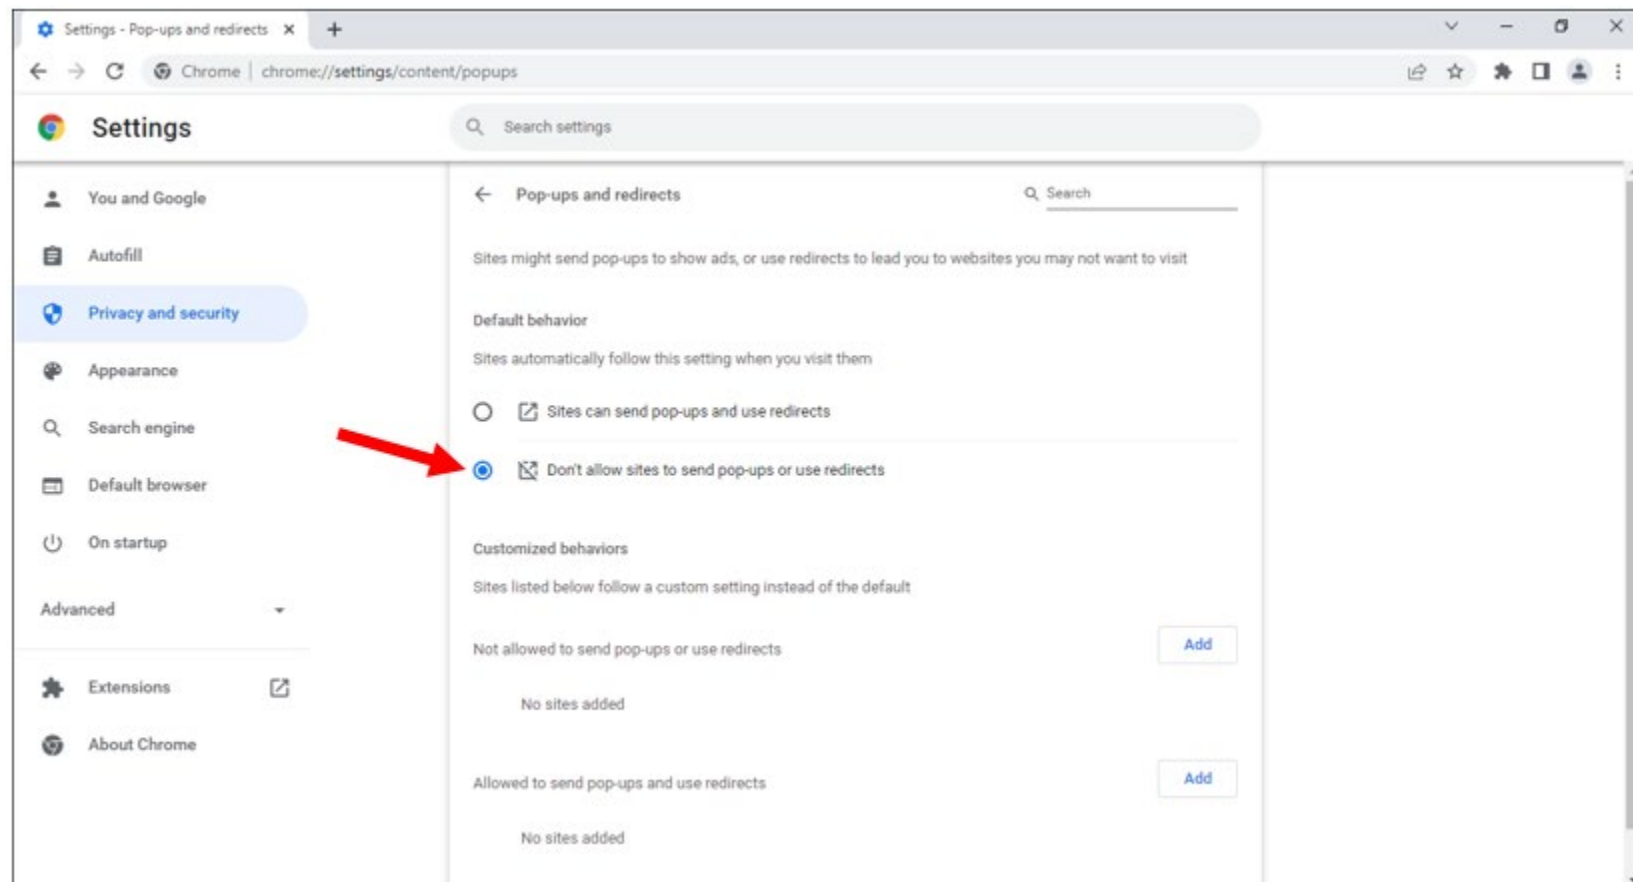 Settings - Pop-ups and redirects
Chrome | chrome://settings/content/popups
Settings
Search settings
You and Google
Autofill
Privacy and security
Appearance
Search engine
Default browser
On startup
Advanced
Extensions
About Chrome
Pop-ups and redirects
Search
Sites might send pop-ups to show ads, or use redirects to lead you to websites you may not want to visit
Default behavior
Sites automatically follow this setting when you visit them
Sites can send pop-ups and use redirects
Don't allow sites to send pop-ups or use redirects
Customized behaviors
Sites listed below follow a custom setting instead of the default
Not allowed to send pop-ups or use redirects
Add
No sites added
Allowed to send pop-ups and use redirects
Add
No sites added